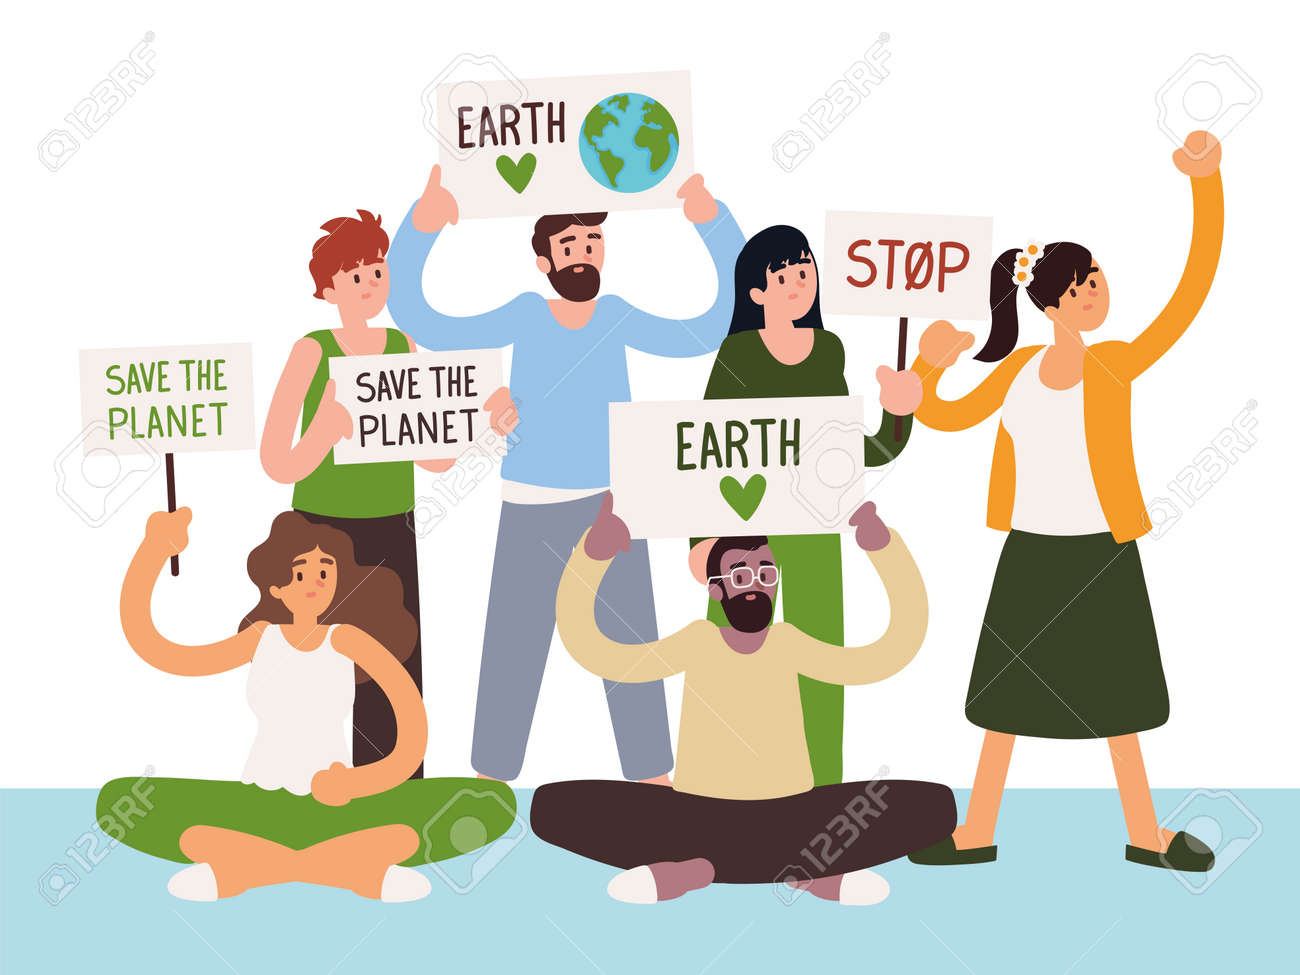 EARTH
STØP
SAVE THE
PLANET
SAVE THE
PLANET
EARTH
123RF